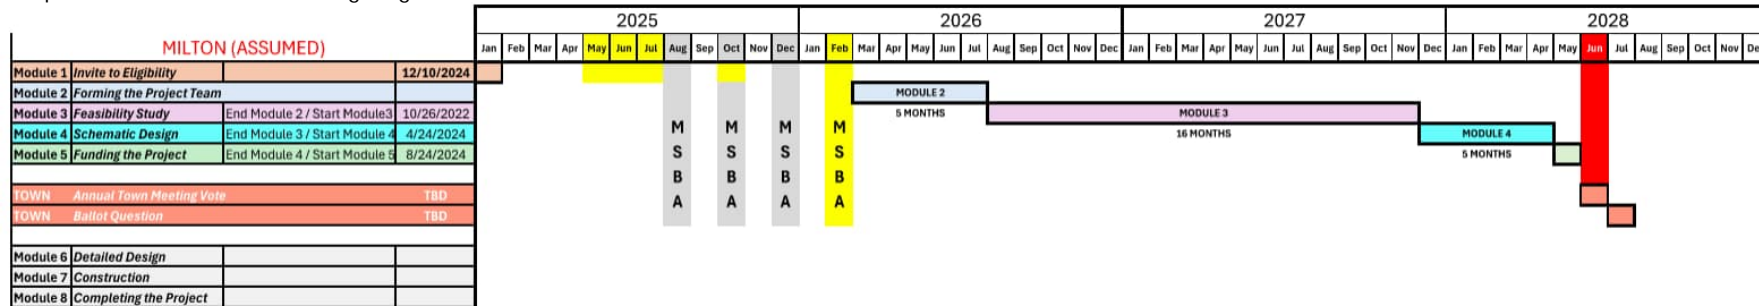 2025 2026 2027 2028
MILTON (ASSUMED) Jan Feb Mar Apr May Jun Jul Aug Sep Oct Nov Dec Jan Feb Mar Apr May Jun Jul Aug Sep Oct Nov Dec Jan Feb Mar Apr May Jun Jul Aug Sep Oct Nov Dec Jan Feb Mar Apr May Jun Jul Aug Sep Oct Nov De
Module 1 Invite to Eligibility 12/10/2024
Module 2 Forming the Project Team MODULE 2
Module 3 Feasibility Study End Module 2 / Start Module3 10/26/2022 5 MONTHS MODULE 3
Module 4 Schematic Design End Module 3 / Start Module 4 4/24/2024 M M M M 16 MONTHS MODULE 4
Module 5 Funding the Project End Module 4 / Start Module 5 8/24/2024 S S S S 5 MONTHS
B B B B
TOWN Annual Town Meeting Vote TBD A A A A
TOWN Ballot Question TBD
Module 6 Detailed Design
Module 7 Construction
Module 8 Completing the Project